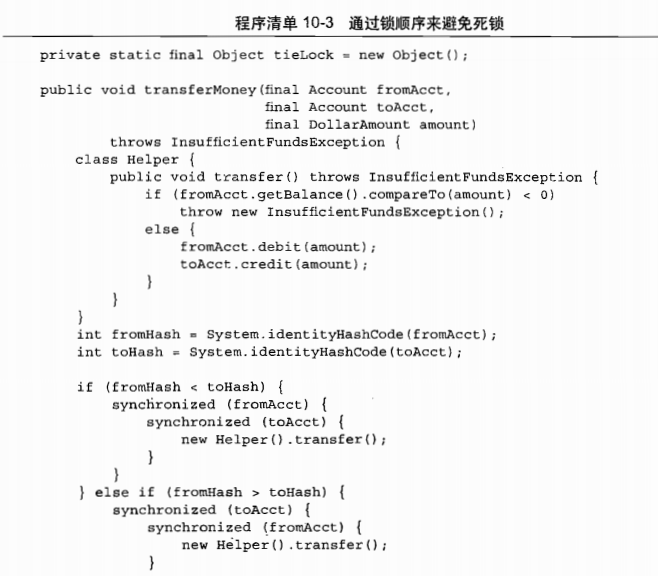 程序清单 10-3 通过锁顺序来避免死锁
private static final Object tieLock = new Object();
public void transferMoney(final Account fromAcct,
                          final Account toAcct,
                          final DollarAmount amount)
        throws InsufficientFundsException {
    class Helper {
        public void transfer() throws InsufficientFundsException {
            if (fromAcct.getBalance().compareTo(amount) < 0)
                throw new InsufficientFundsException();
            else {
                fromAcct.debit(amount);
                toAcct.credit(amount);
            }
        }
    }
    int fromHash = System.identityHashCode(fromAcct);
    int toHash = System.identityHashCode(toAcct);
    if (fromHash < toHash) {
        synchronized (fromAcct) {
            synchronized (toAcct) {
                new Helper().transfer();
            }
        }
    } else if (fromHash > toHash) {
        synchronized (toAcct) {
            synchronized (fromAcct) {
                new Helper().transfer();
            }